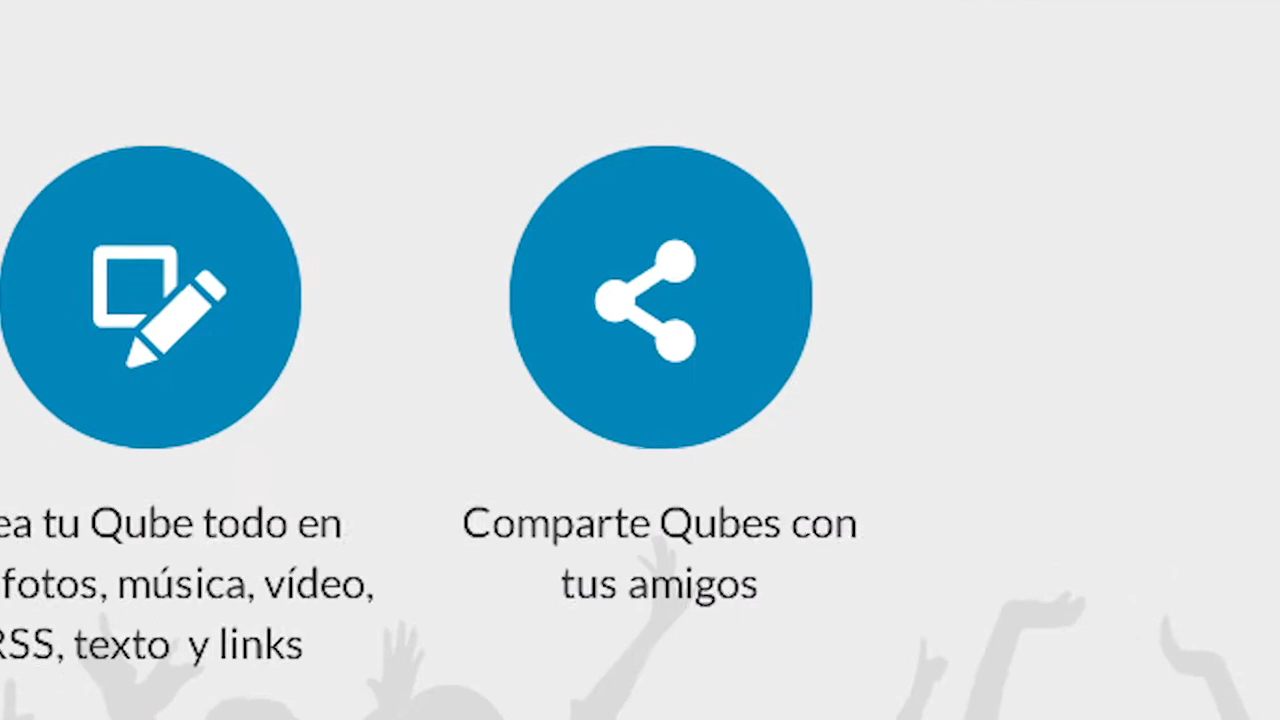 ea tu Qube todo en
fotos, música, vídeo,
RSS, texto y links
Comparte Qubes con
tus amigos